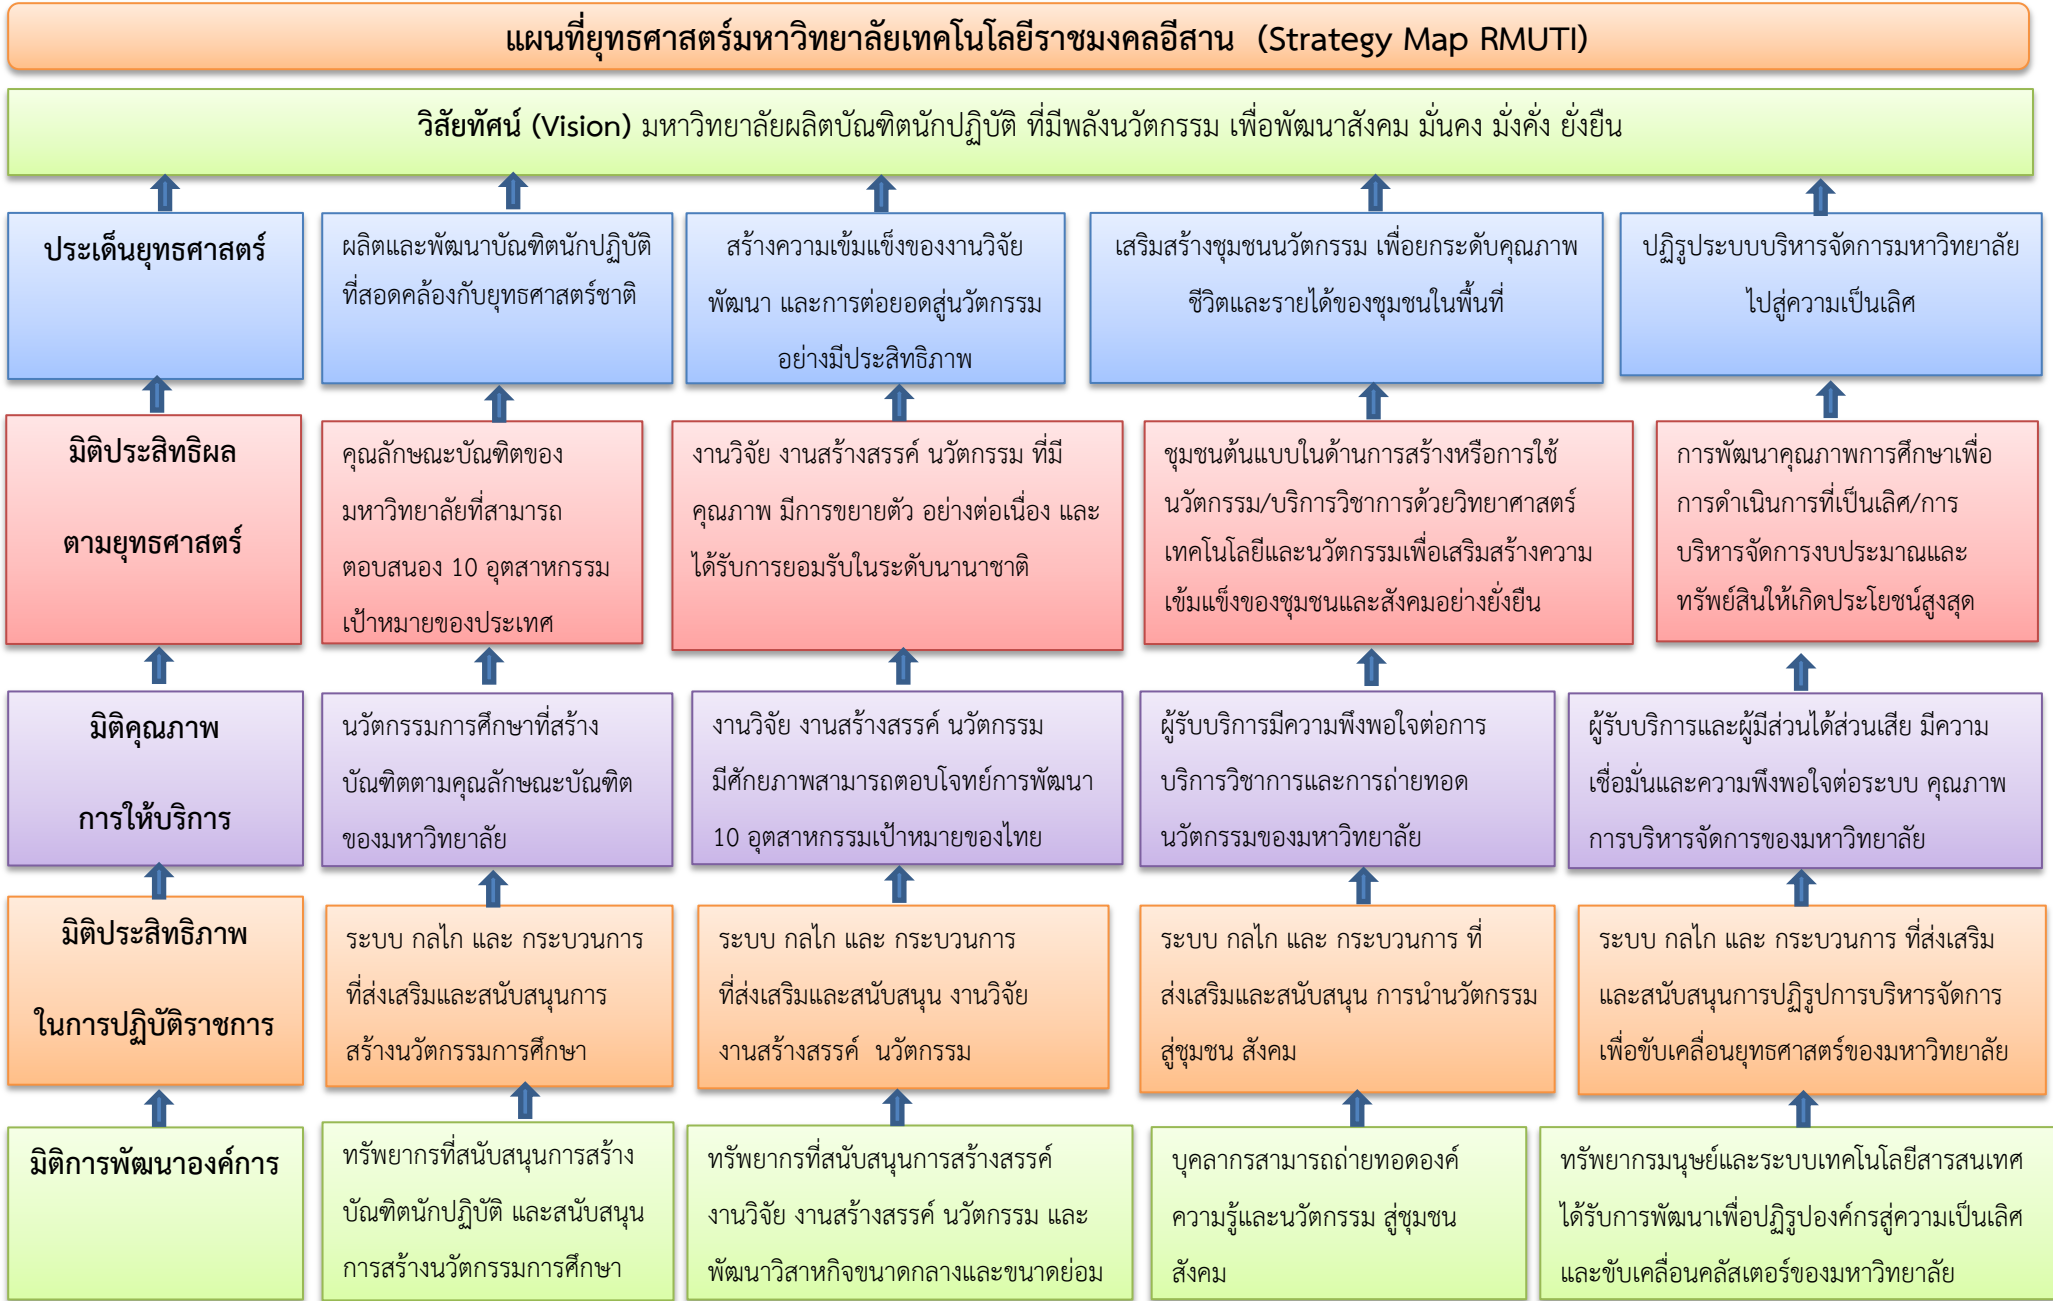 แผนที่ยุทธศาสตร์มหาวิทยาลัยเทคโนโลยีราชมงคลอีสาน (Strategy Map RMUTI)
วิสัยทัศน์ (Vision) มหาวิทยาลัยผลิตบัณฑิตนักปฏิบัติ ที่มีพลังนวัตกรรม เพื่อพัฒนาสังคม มั่นคง มั่งคั่ง ยั่งยืน
ประเด็นยุทธศาสตร์
ผลิตและพัฒนาบัณฑิตนักปฏิบัติ
ที่สอดคล้องกับยุทธศาสตร์ชาติ
สร้างความเข้มแข็งของงานวิจัย
พัฒนา และการต่อยอดสู่นวัตกรรม
อย่างมีประสิทธิภาพ
เสริมสร้างชุมชนนวัตกรรม เพื่อยกระดับคุณภาพ
ชีวิตและรายได้ของชุมชนในพื้นที่
ปฏิรูประบบบริหารจัดการมหาวิทยาลัย
ไปสู่ความเป็นเลิศ
มิติประสิทธิผล
ตามยุทธศาสตร์
คุณลักษณะบัณฑิตของ
มหาวิทยาลัยที่สามารถ
ตอบสนอง 10 อุตสาหกรรม
เป้าหมายของประเทศ
งานวิจัย งานสร้างสรรค์ นวัตกรรม ที่มี
คุณภาพ มีการขยายตัว อย่างต่อเนื่อง และ
ได้รับการยอมรับในระดับนานาชาติ
ชุมชนต้นแบบในด้านการสร้างหรือการใช้
นวัตกรรม/บริการวิชาการด้วยวิทยาศาสตร์
เทคโนโลยีและนวัตกรรมเพื่อเสริมสร้างความ
เข้มแข็งของชุมชนและสังคมอย่างยั่งยืน
การพัฒนาคุณภาพการศึกษาเพื่อ
การดำเนินการที่เป็นเลิศ/การ
บริหารจัดการงบประมาณและ
ทรัพย์สินให้เกิดประโยชน์สูงสุด
มิติคุณภาพ
การให้บริการ
นวัตกรรมการศึกษาที่สร้าง
บัณฑิตตามคุณลักษณะบัณฑิต
ของมหาวิทยาลัย
งานวิจัย งานสร้างสรรค์ นวัตกรรม
มีศักยภาพสามารถตอบโจทย์การพัฒนา
10 อุตสาหกรรมเป้าหมายของไทย
ผู้รับบริการมีความพึงพอใจต่อการ
บริการวิชาการและการถ่ายทอด
นวัตกรรมของมหาวิทยาลัย
ผู้รับบริการและผู้มีส่วนได้ส่วนเสีย มีความ
เชื่อมั่นและความพึงพอใจต่อระบบ คุณภาพ
การบริหารจัดการของมหาวิทยาลัย
มิติประสิทธิภาพ
ในการปฏิบัติราชการ
ระบบ กลไก และ กระบวนการ
ที่ส่งเสริมและสนับสนุนการ
สร้างนวัตกรรมการศึกษา
ระบบ กลไก และ กระบวนการ
ที่ส่งเสริมและสนับสนุน งานวิจัย
งานสร้างสรรค์ นวัตกรรม
ระบบ กลไก และ กระบวนการ ที่
ส่งเสริมและสนับสนุน การนำนวัตกรรม
สู่ชุมชน สังคม
ระบบ กลไก และ กระบวนการ ที่ส่งเสริม
และสนับสนุนการปฏิรูปการบริหารจัดการ
เพื่อขับเคลื่อนยุทธศาสตร์ของมหาวิทยาลัย
มิติการพัฒนาองค์การ
ทรัพยากรที่สนับสนุนการสร้าง
บัณฑิตนักปฏิบัติ และสนับสนุน
การสร้างนวัตกรรมการศึกษา
ทรัพยากรที่สนับสนุนการสร้างสรรค์
งานวิจัย งานสร้างสรรค์ นวัตกรรม และ
พัฒนาวิสาหกิจขนาดกลางและขนาดย่อม
บุคลากรสามารถถ่ายทอดองค์
ความรู้และนวัตกรรม สู่ชุมชน
สังคม
ทรัพยากรมนุษย์และระบบเทคโนโลยีสารสนเทศ
ได้รับการพัฒนาเพื่อปฏิรูปองค์กรสู่ความเป็นเลิศ
และขับเคลื่อนคลัสเตอร์ของมหาวิทยาลัย